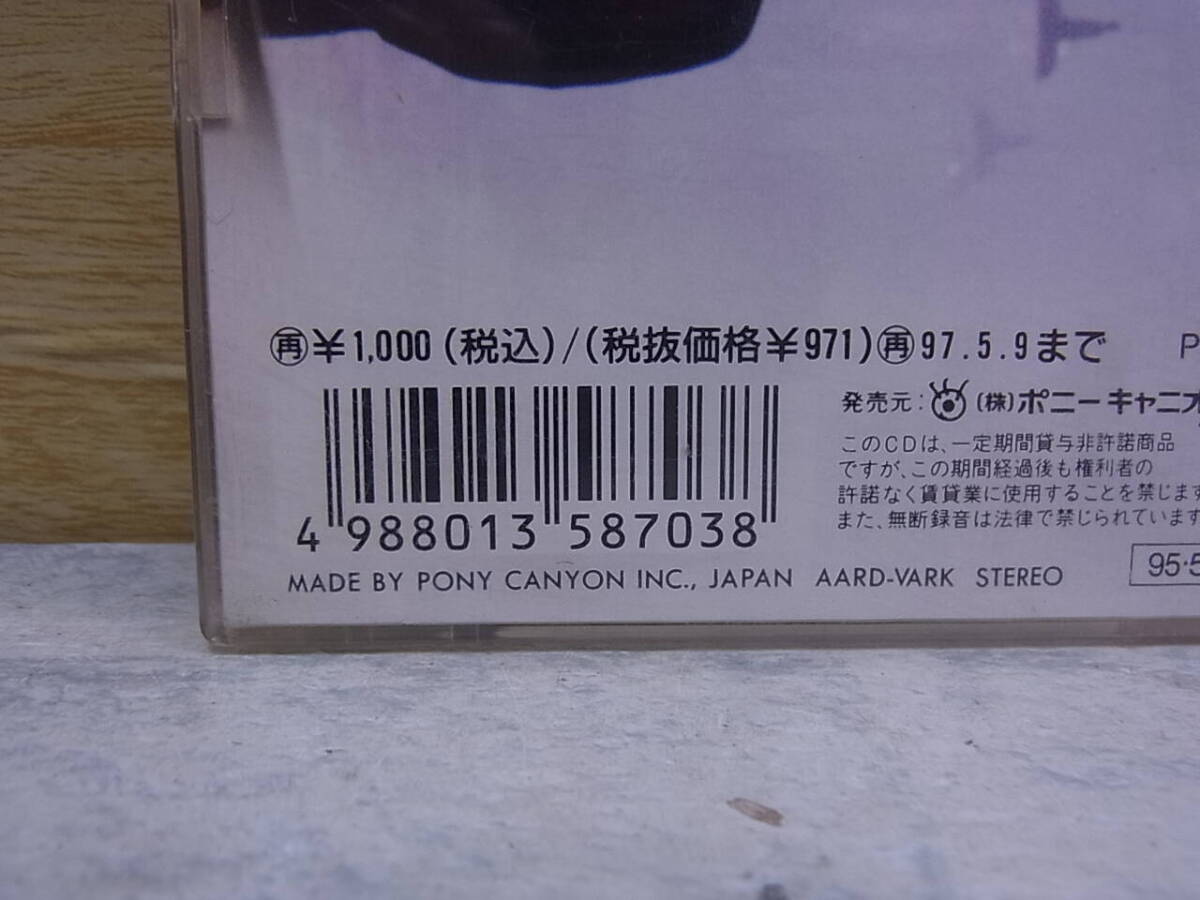 再￥1,000(税込)/(税抜価格￥971)再97.5.9まで P
発売元:(株)ポニーキャニオ
このCDは、一定期間貸与非許諾商品
ですが、この期間経過後も権利者の
許諾なく賃貸業に使用することを禁じます
また、無断録音は法律で禁じられています
4 988013 587038
MADE BY PONY CANYON INC., JAPAN AARD-VARK STEREO
95・5